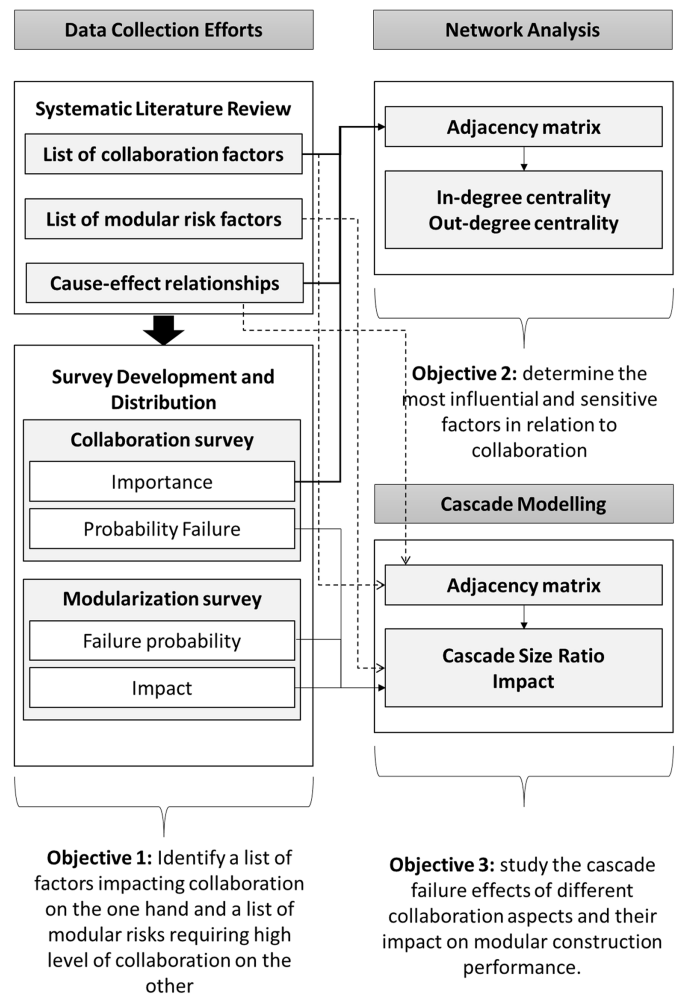 Data Collection Efforts
Systematic Literature Review
List of collaboration factors
List of modular risk factors
Cause-effect relationships
Survey Development and
Distribution
Collaboration survey
Importance
Probability Failure
Modularization survey
Failure probability
Impact
Objective 1: Identify a list of
factors impacting collaboration
on the one hand and a list of
modular risks requiring high
level of collaboration on the
other
Network Analysis
Adjacency matrix
In-degree centrality
Out-degree centrality
Objective 2: determine the
most influential and sensitive
factors in relation to
collaboration
Cascade Modelling
Adjacency matrix
Cascade Size Ratio
Impact
Objective 3: study the cascade
failure effects of different
collaboration aspects and their
impact on modular construction
performance.